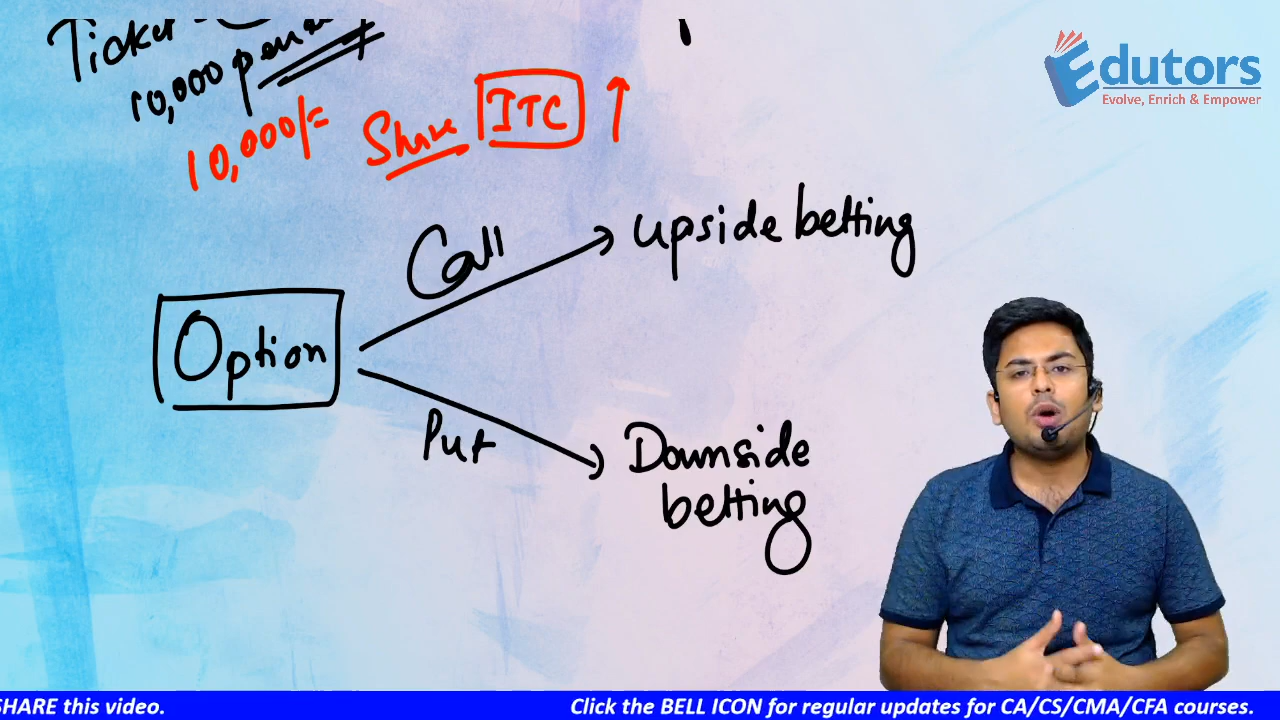 Ticket
10,000
10,000/=
Share ITC ↑
Edutors
Evolve, Enrich & Empower
Call
upside betting
Option
Put
Downside
betting
SHARE this video.
Click the BELL ICON for regular updates for CA/CS/CMA/CFA courses.